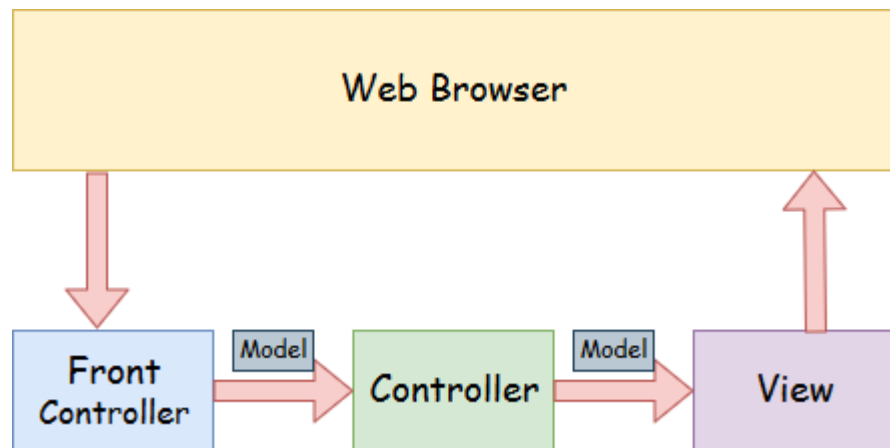 Web Browser
Model
Model
Front
Controller
Controller
View